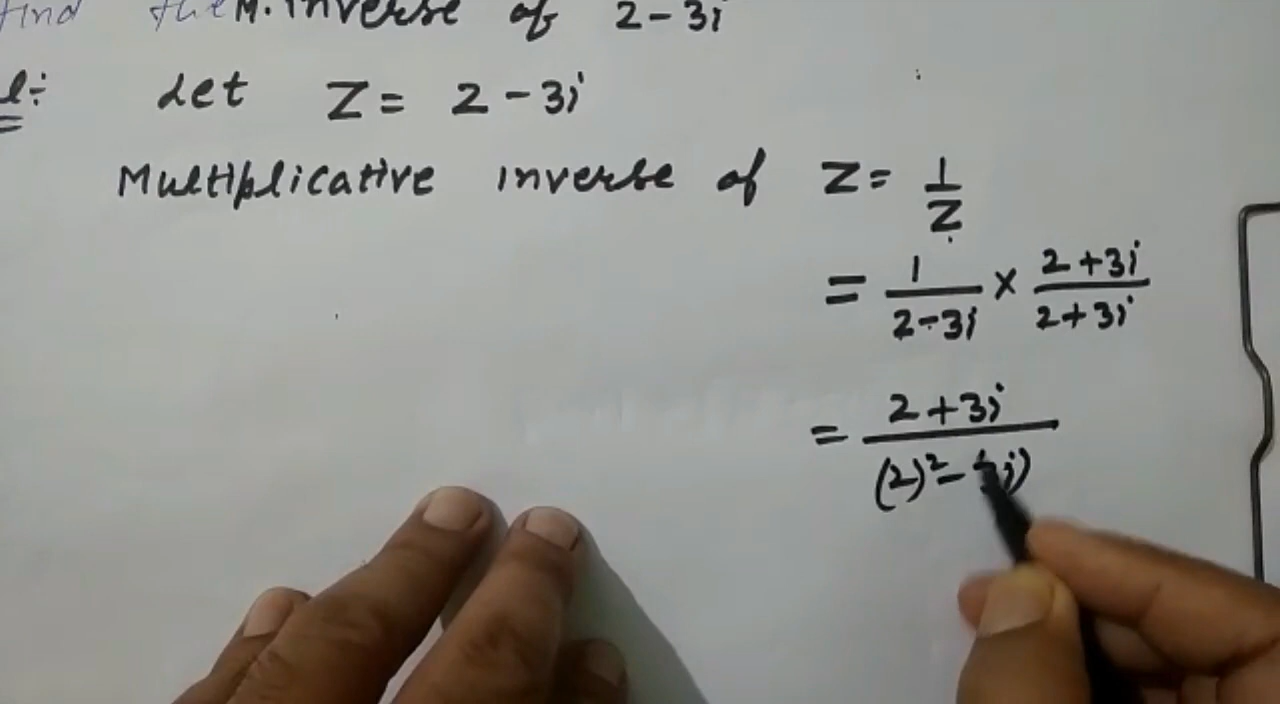 find the M. inverse of 2-3i
let Z = 2-3i
Multiplicative inverse of Z = 1/Z
= 1/2-3i × 2+3i/2+3i
= 2+3i/(2)²-3i)